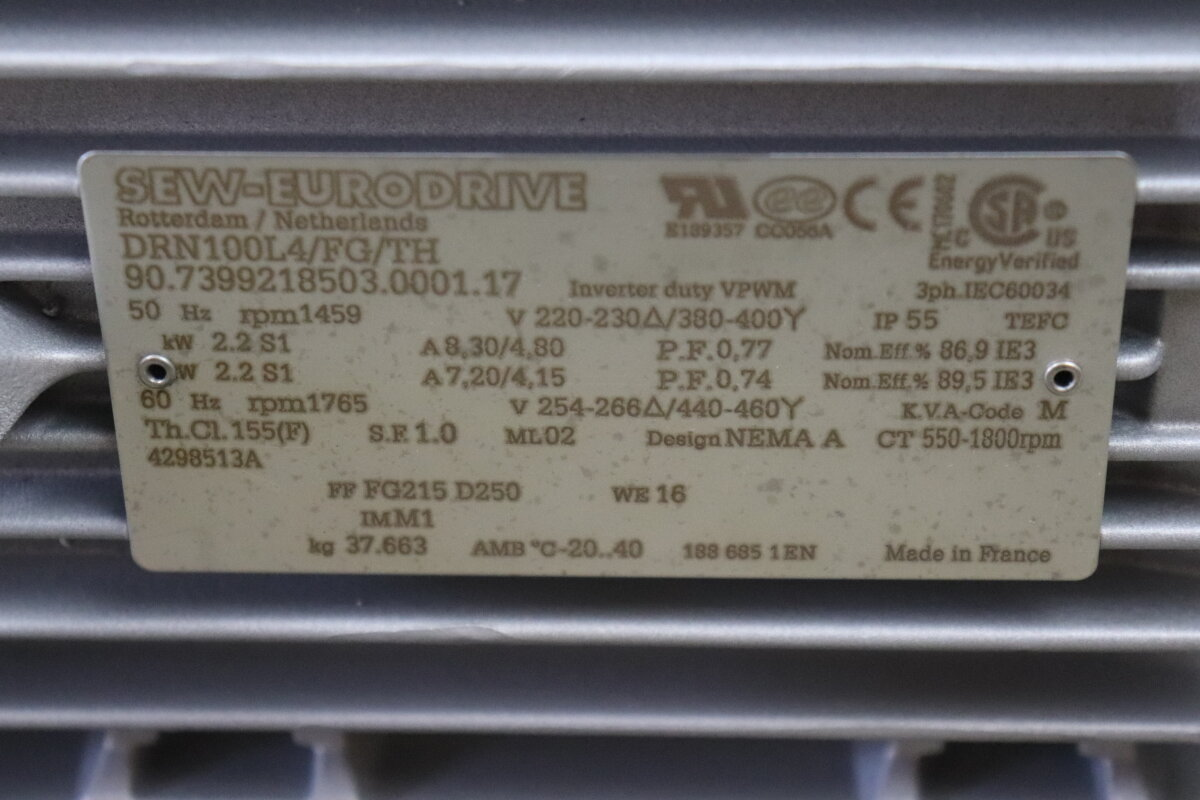 SEW-EURODRIVE
Rotterdam / Netherlands
DRN100L4/FG/TH
90.7399218503.0001.17
E189357 CC056A
CE
EnergyVerified
Inverter duty VPWM 3ph.IEC60034
50 Hz rpm1459 V 220-230Δ/380-400Y IP 55 TEFC
kW 2.2 S1 A 8,30/4,80 P.F.0,77 Nom.Eff.% 86,9 IE3
W 2.2 S1 A 7,20/4,15 P.F.0,74 Nom.Eff.% 89,5 IE3
60 Hz rpm1765 V 254-266Δ/440-460Y K.V.A-Code M
Th.Cl.155(F) S.F.1.0 ML02 Design NEMA A CT 550-1800rpm
4298513A
FF FG215 D250 WE 16
IMM1
kg 37.663 AMB °C-20..40 188 685 1 EN Made in France